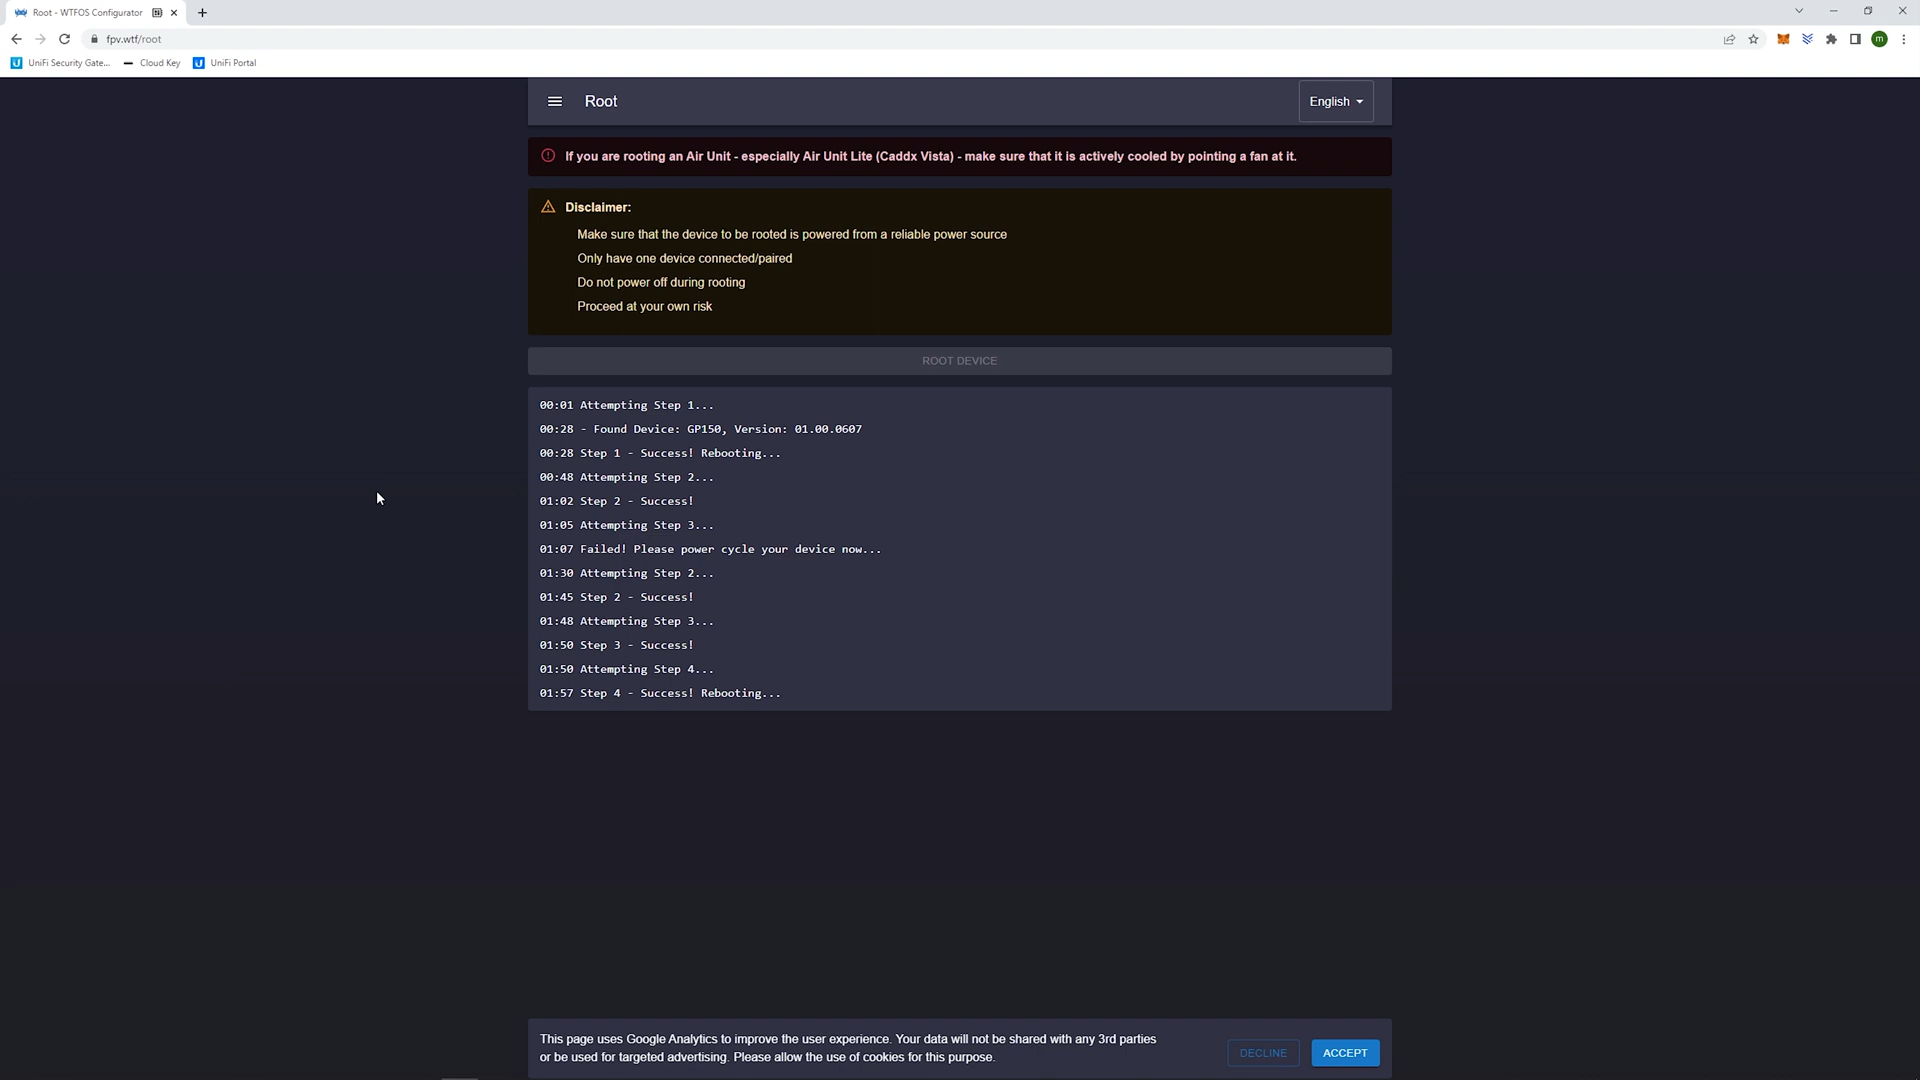 Root - WTFOS Configurator
fpv.wtf/root
m
UniFi Security Gate...
Cloud Key
UniFi Portal
Root
English
If you are rooting an Air Unit - especially Air Unit Lite (Caddx Vista) - make sure that it is actively cooled by pointing a fan at it.
Disclaimer:
Make sure that the device to be rooted is powered from a reliable power source
Only have one device connected/paired
Do not power off during rooting
Proceed at your own risk
ROOT DEVICE
00:01 Attempting Step 1...
00:28 - Found Device: GP150, Version: 01.00.0607
00:28 Step 1 - Success! Rebooting...
00:48 Attempting Step 2...
01:02 Step 2 - Success!
01:05 Attempting Step 3...
01:07 Failed! Please power cycle your device now...
01:30 Attempting Step 2...
01:45 Step 2 - Success!
01:48 Attempting Step 3...
01:50 Step 3 - Success!
01:50 Attempting Step 4...
01:57 Step 4 - Success! Rebooting...
This page uses Google Analytics to improve the user experience. Your data will not be shared with any 3rd parties
or be used for targeted advertising. Please allow the use of cookies for this purpose.
DECLINE
ACCEPT